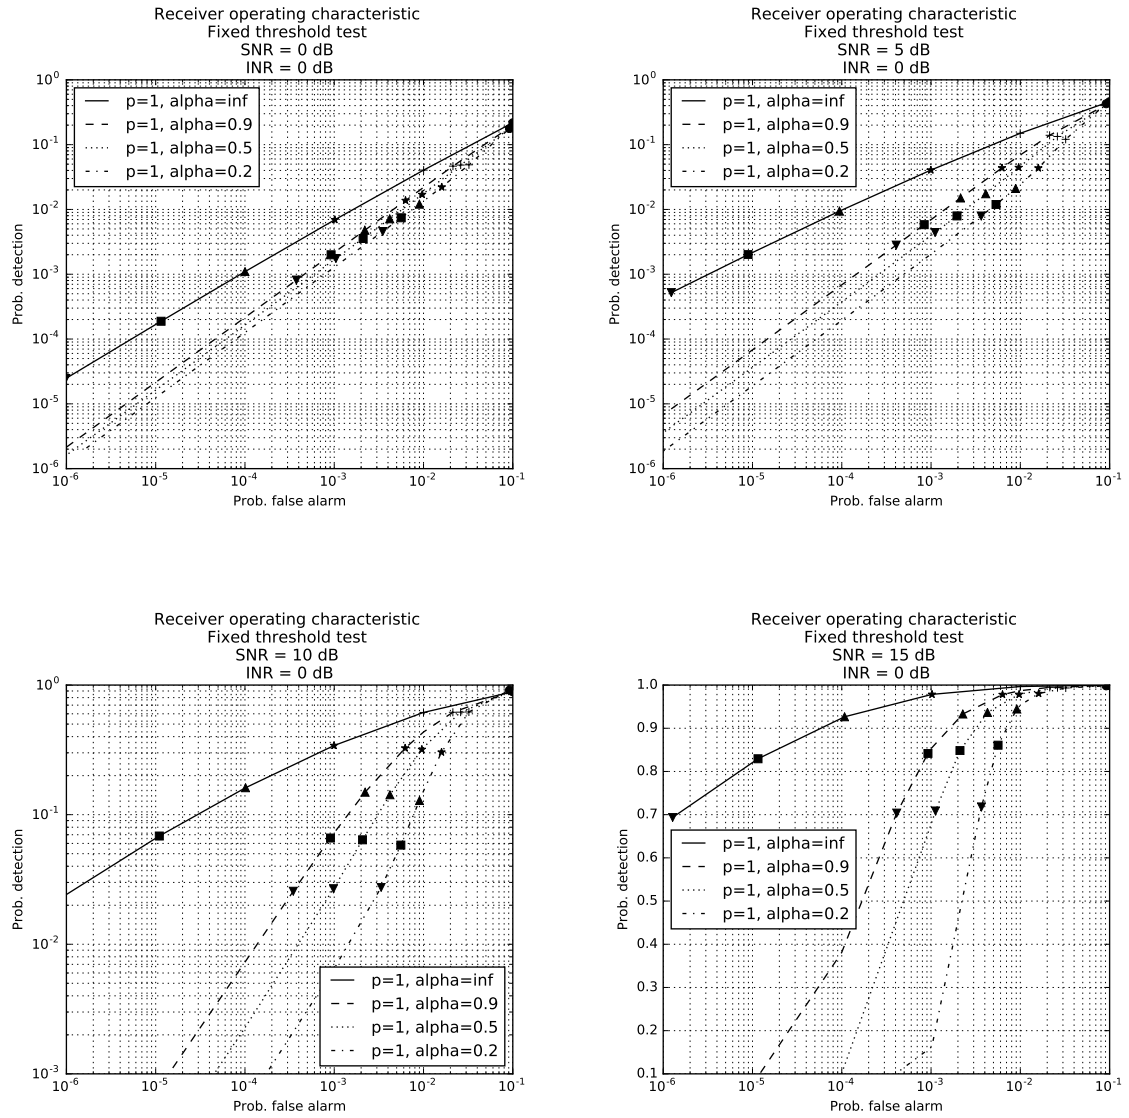 Receiver operating characteristic
Fixed threshold test
SNR = 0 dB
INR = 0 dB
10^0
10^-1
10^-2
10^-3
10^-4
10^-5
10^-6
Prob. detection
p=1, alpha=inf
p=1, alpha=0.9
p=1, alpha=0.5
p=1, alpha=0.2
10^-6 10^-5 10^-4 10^-3 10^-2 10^-1
Prob. false alarm
Receiver operating characteristic
Fixed threshold test
SNR = 5 dB
INR = 0 dB
10^0
10^-1
10^-2
10^-3
10^-4
10^-5
10^-6
Prob. detection
p=1, alpha=inf
p=1, alpha=0.9
p=1, alpha=0.5
p=1, alpha=0.2
10^-6 10^-5 10^-4 10^-3 10^-2 10^-1
Prob. false alarm
Receiver operating characteristic
Fixed threshold test
SNR = 10 dB
INR = 0 dB
10^0
10^-1
10^-2
10^-3
Prob. detection
p=1, alpha=inf
p=1, alpha=0.9
p=1, alpha=0.5
p=1, alpha=0.2
10^-6 10^-5 10^-4 10^-3 10^-2 10^-1
Prob. false alarm
Receiver operating characteristic
Fixed threshold test
SNR = 15 dB
INR = 0 dB
1.0
0.9
0.8
0.7
0.6
0.5
0.4
0.3
0.2
0.1
Prob. detection
p=1, alpha=inf
p=1, alpha=0.9
p=1, alpha=0.5
p=1, alpha=0.2
10^-6 10^-5 10^-4 10^-3 10^-2 10^-1
Prob. false alarm